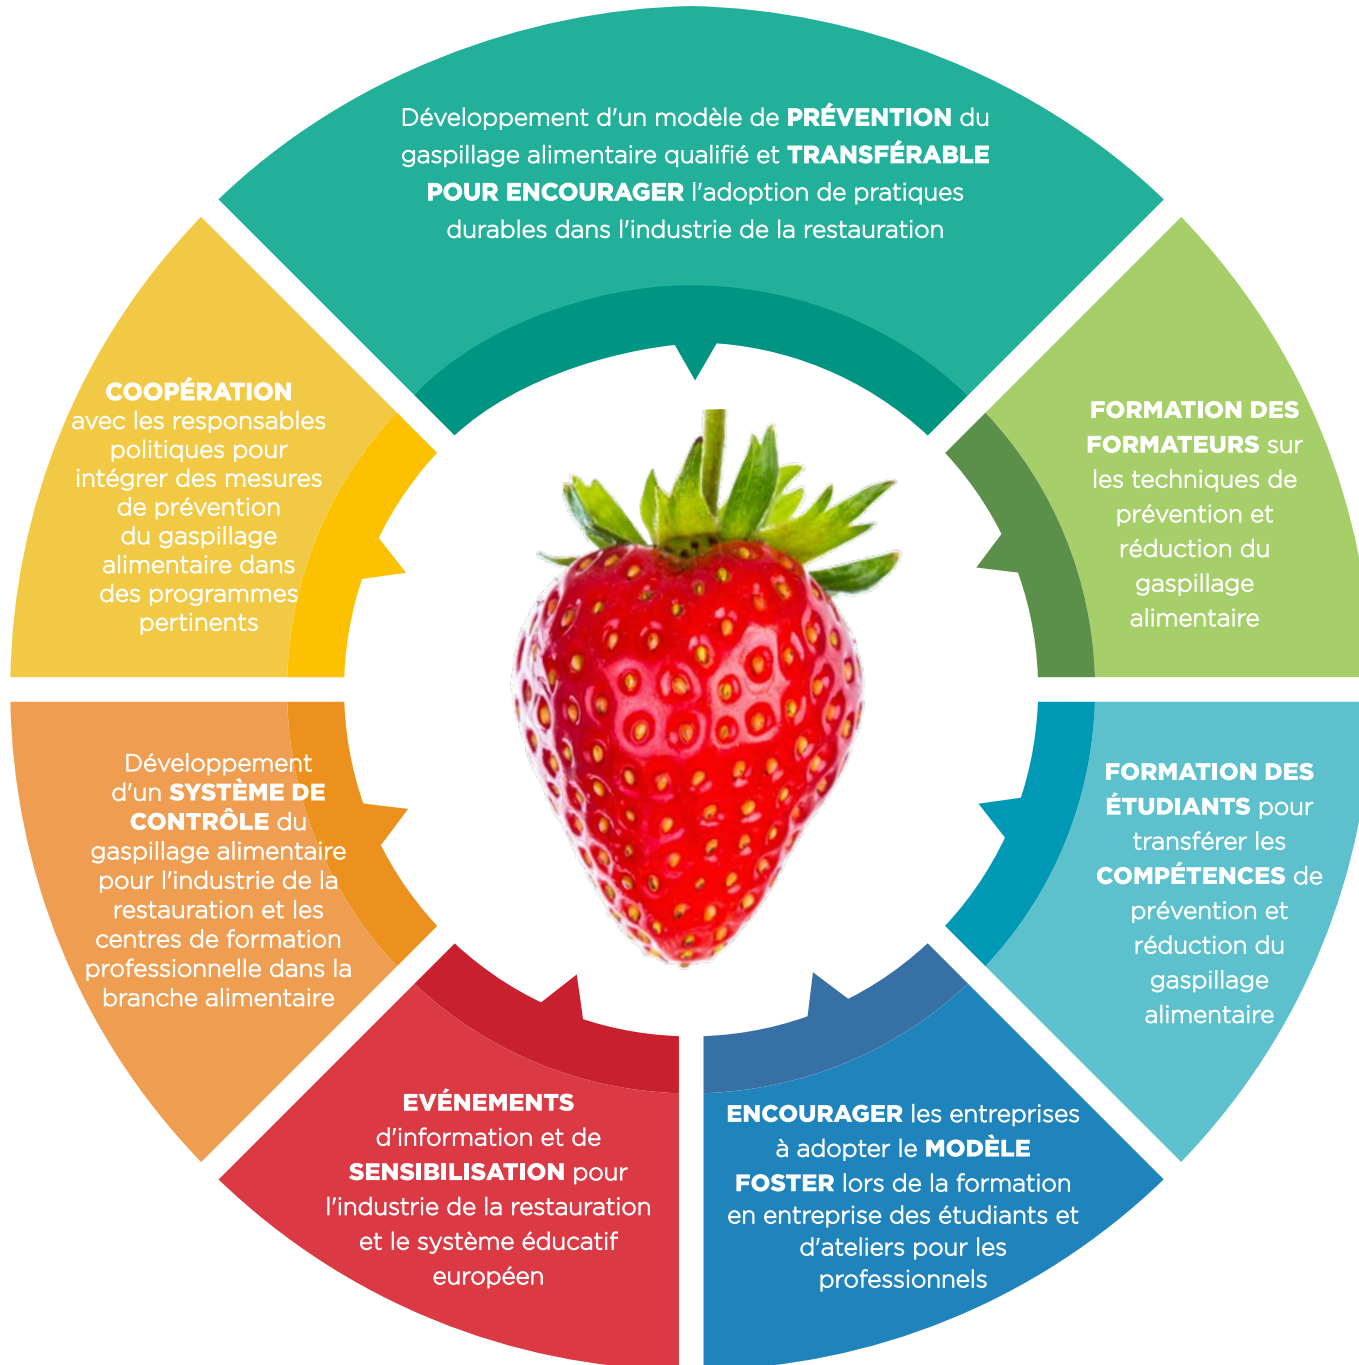 Développement d'un modèle de PRÉVENTION du
gaspillage alimentaire qualifié et TRANSFÉRABLE
POUR ENCOURAGER l'adoption de pratiques
durables dans l'industrie de la restauration
FORMATION DES
FORMATEURS sur
les techniques de
prévention et
réduction du
gaspillage
alimentaire
FORMATION DES
ÉTUDIANTS pour
transférer les
COMPÉTENCES de
prévention et
réduction du
gaspillage
alimentaire
ENCOURAGER les entreprises
à adopter le MODÈLE
FOSTER lors de la formation
en entreprise des étudiants et
d'ateliers pour les
professionnels
EVÉNEMENTS
d'information et de
SENSIBILISATION pour
l'industrie de la restauration
et le système éducatif
européen
Développement
d'un SYSTÈME DE
CONTRÔLE du
gaspillage alimentaire
pour l'industrie de la
restauration et les
centres de formation
professionnelle dans la
branche alimentaire
COOPÉRATION
avec les responsables
politiques pour
intégrer des mesures
de prévention
du gaspillage
alimentaire dans
des programmes
pertinents